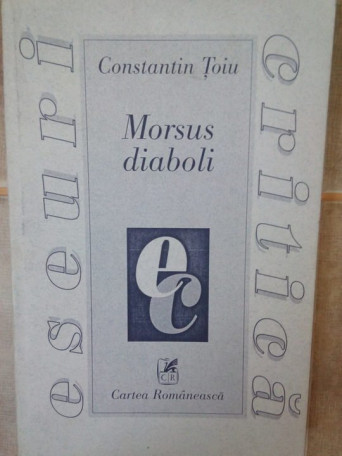 eseuri
Constantin Țoiu
Morsus
diaboli
ec
CR
Cartea Românească
critică